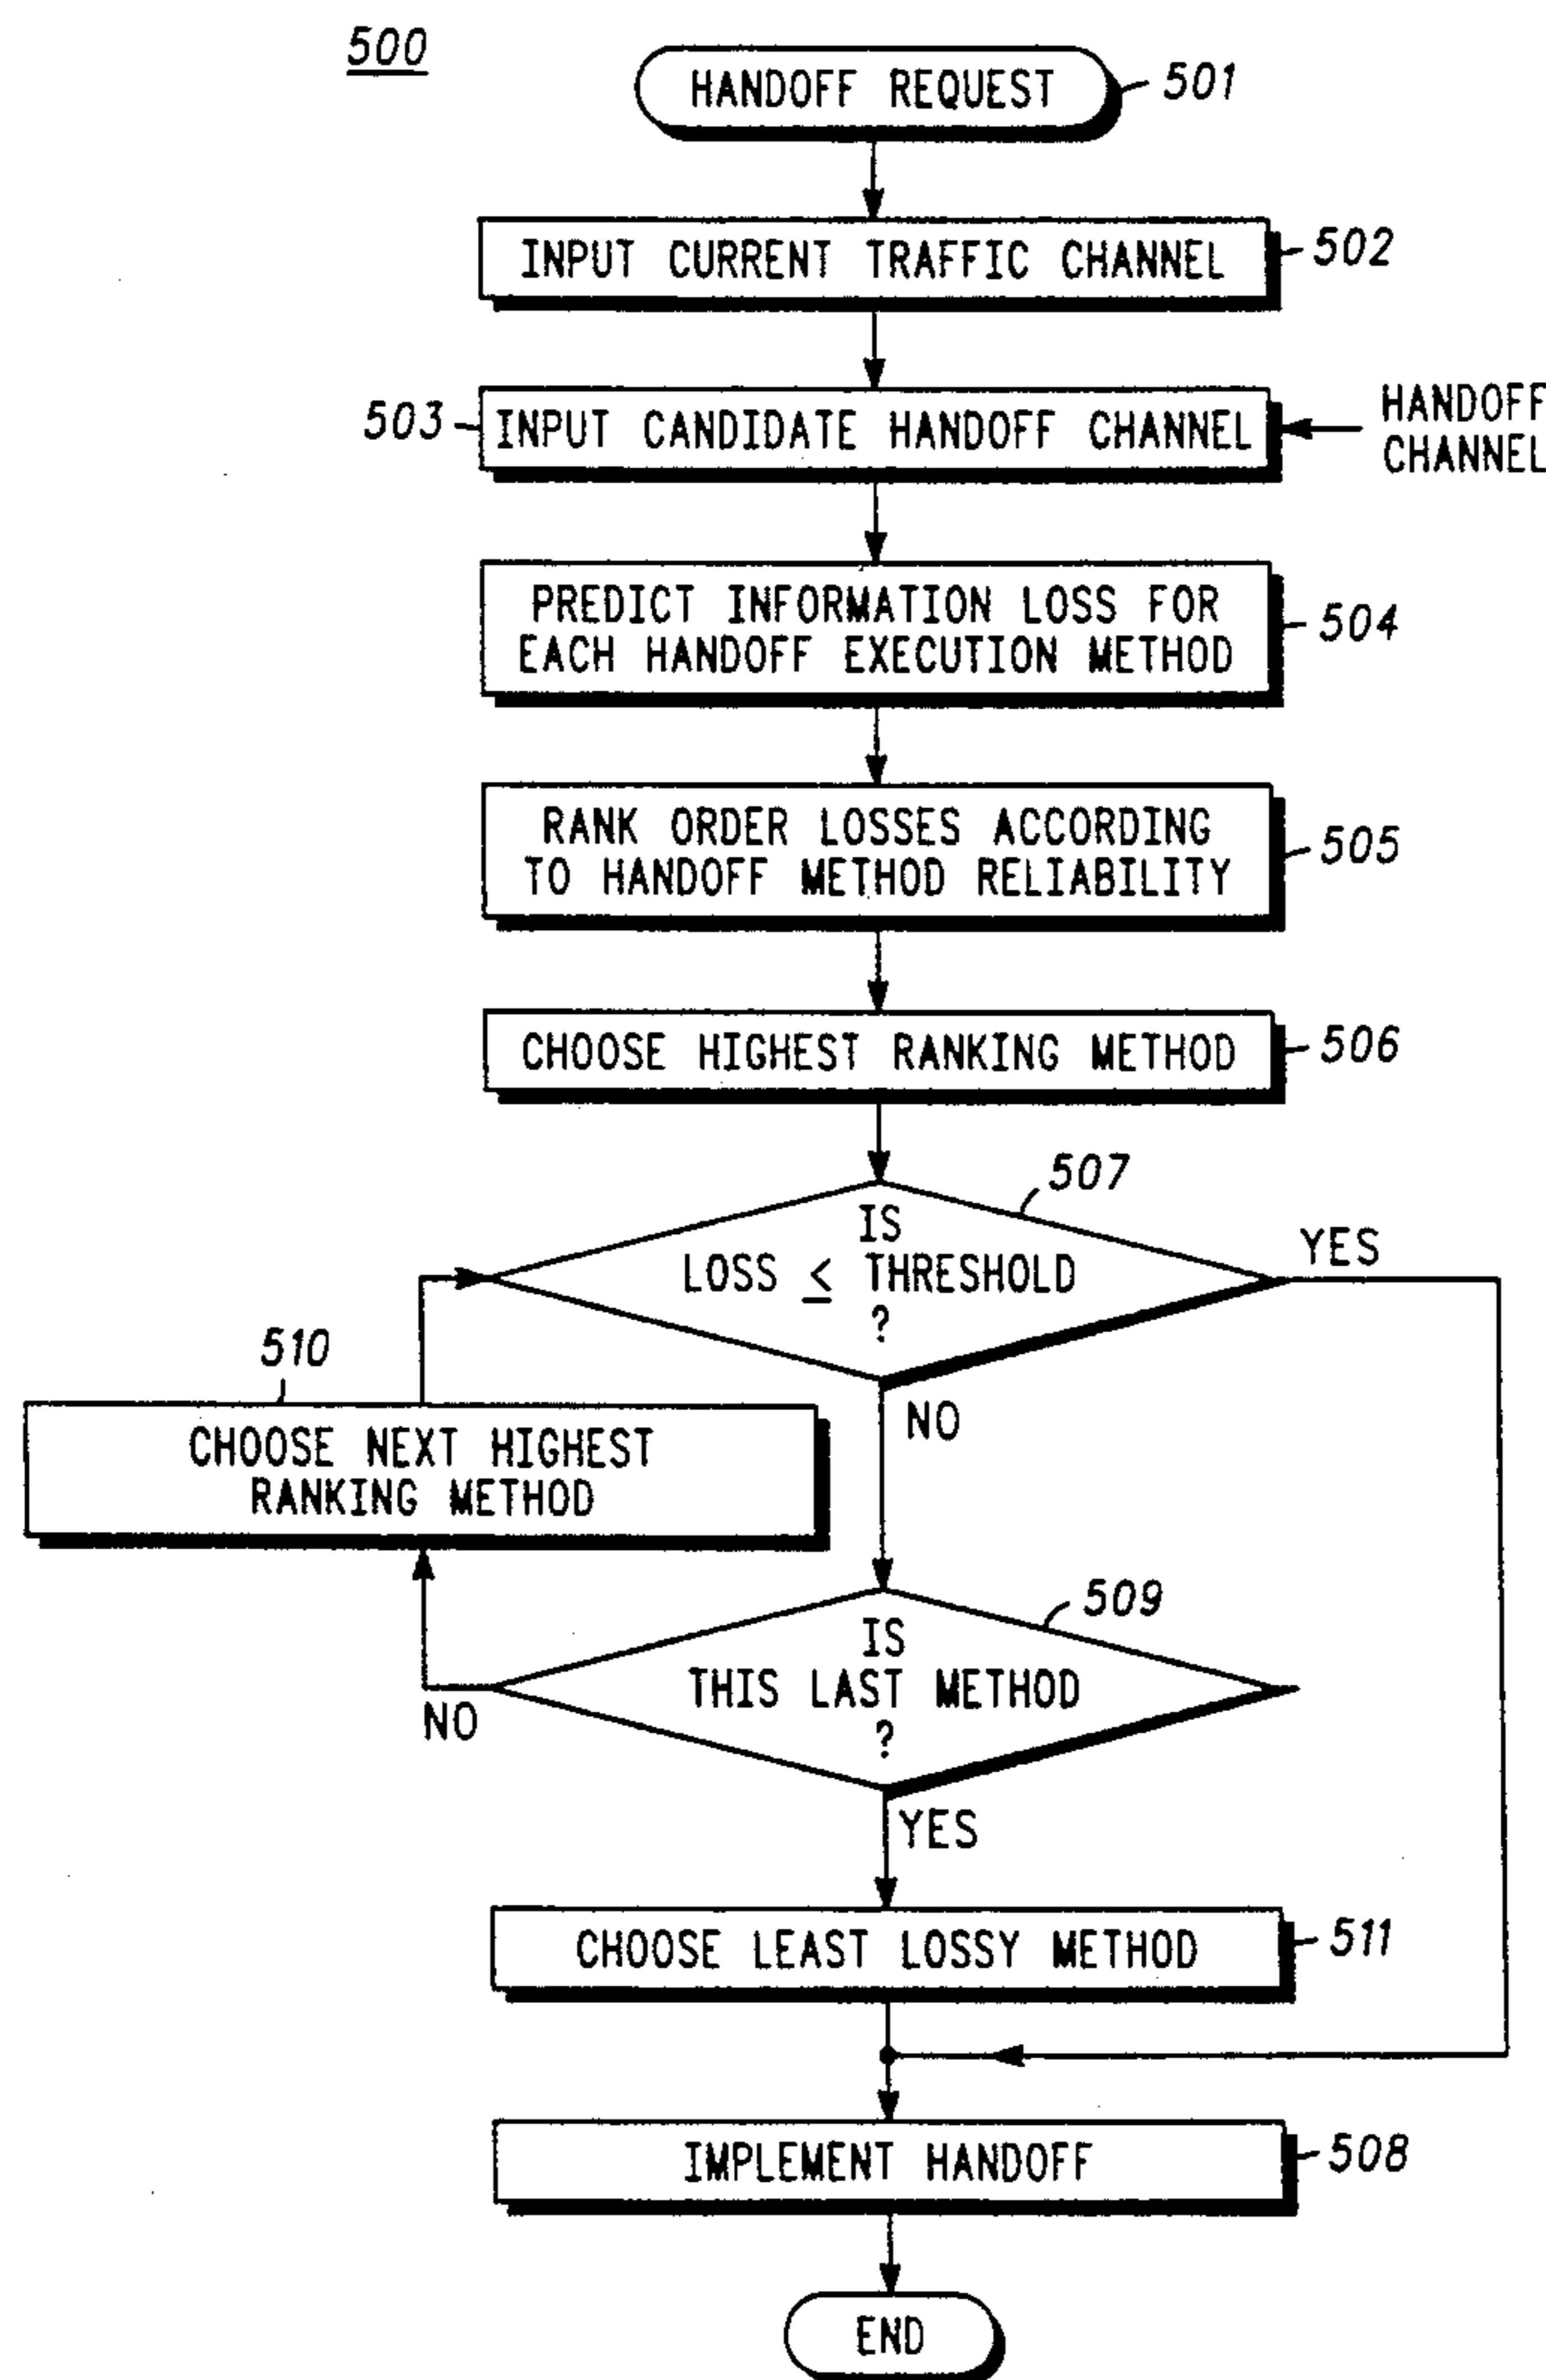 500
HANDOFF REQUEST
501
INPUT CURRENT TRAFFIC CHANNEL
502
503
INPUT CANDIDATE HANDOFF CHANNEL
HANDOFF
CHANNEL
PREDICT INFORMATION LOSS FOR
EACH HANDOFF EXECUTION METHOD
504
RANK ORDER LOSSES ACCORDING
TO HANDOFF METHOD RELIABILITY
505
CHOOSE HIGHEST RANKING METHOD
506
507
IS
LOSS ≤ THRESHOLD
?
YES
NO
510
CHOOSE NEXT HIGHEST
RANKING METHOD
509
IS
THIS LAST METHOD
?
NO
YES
CHOOSE LEAST LOSSY METHOD
511
IMPLEMENT HANDOFF
508
END